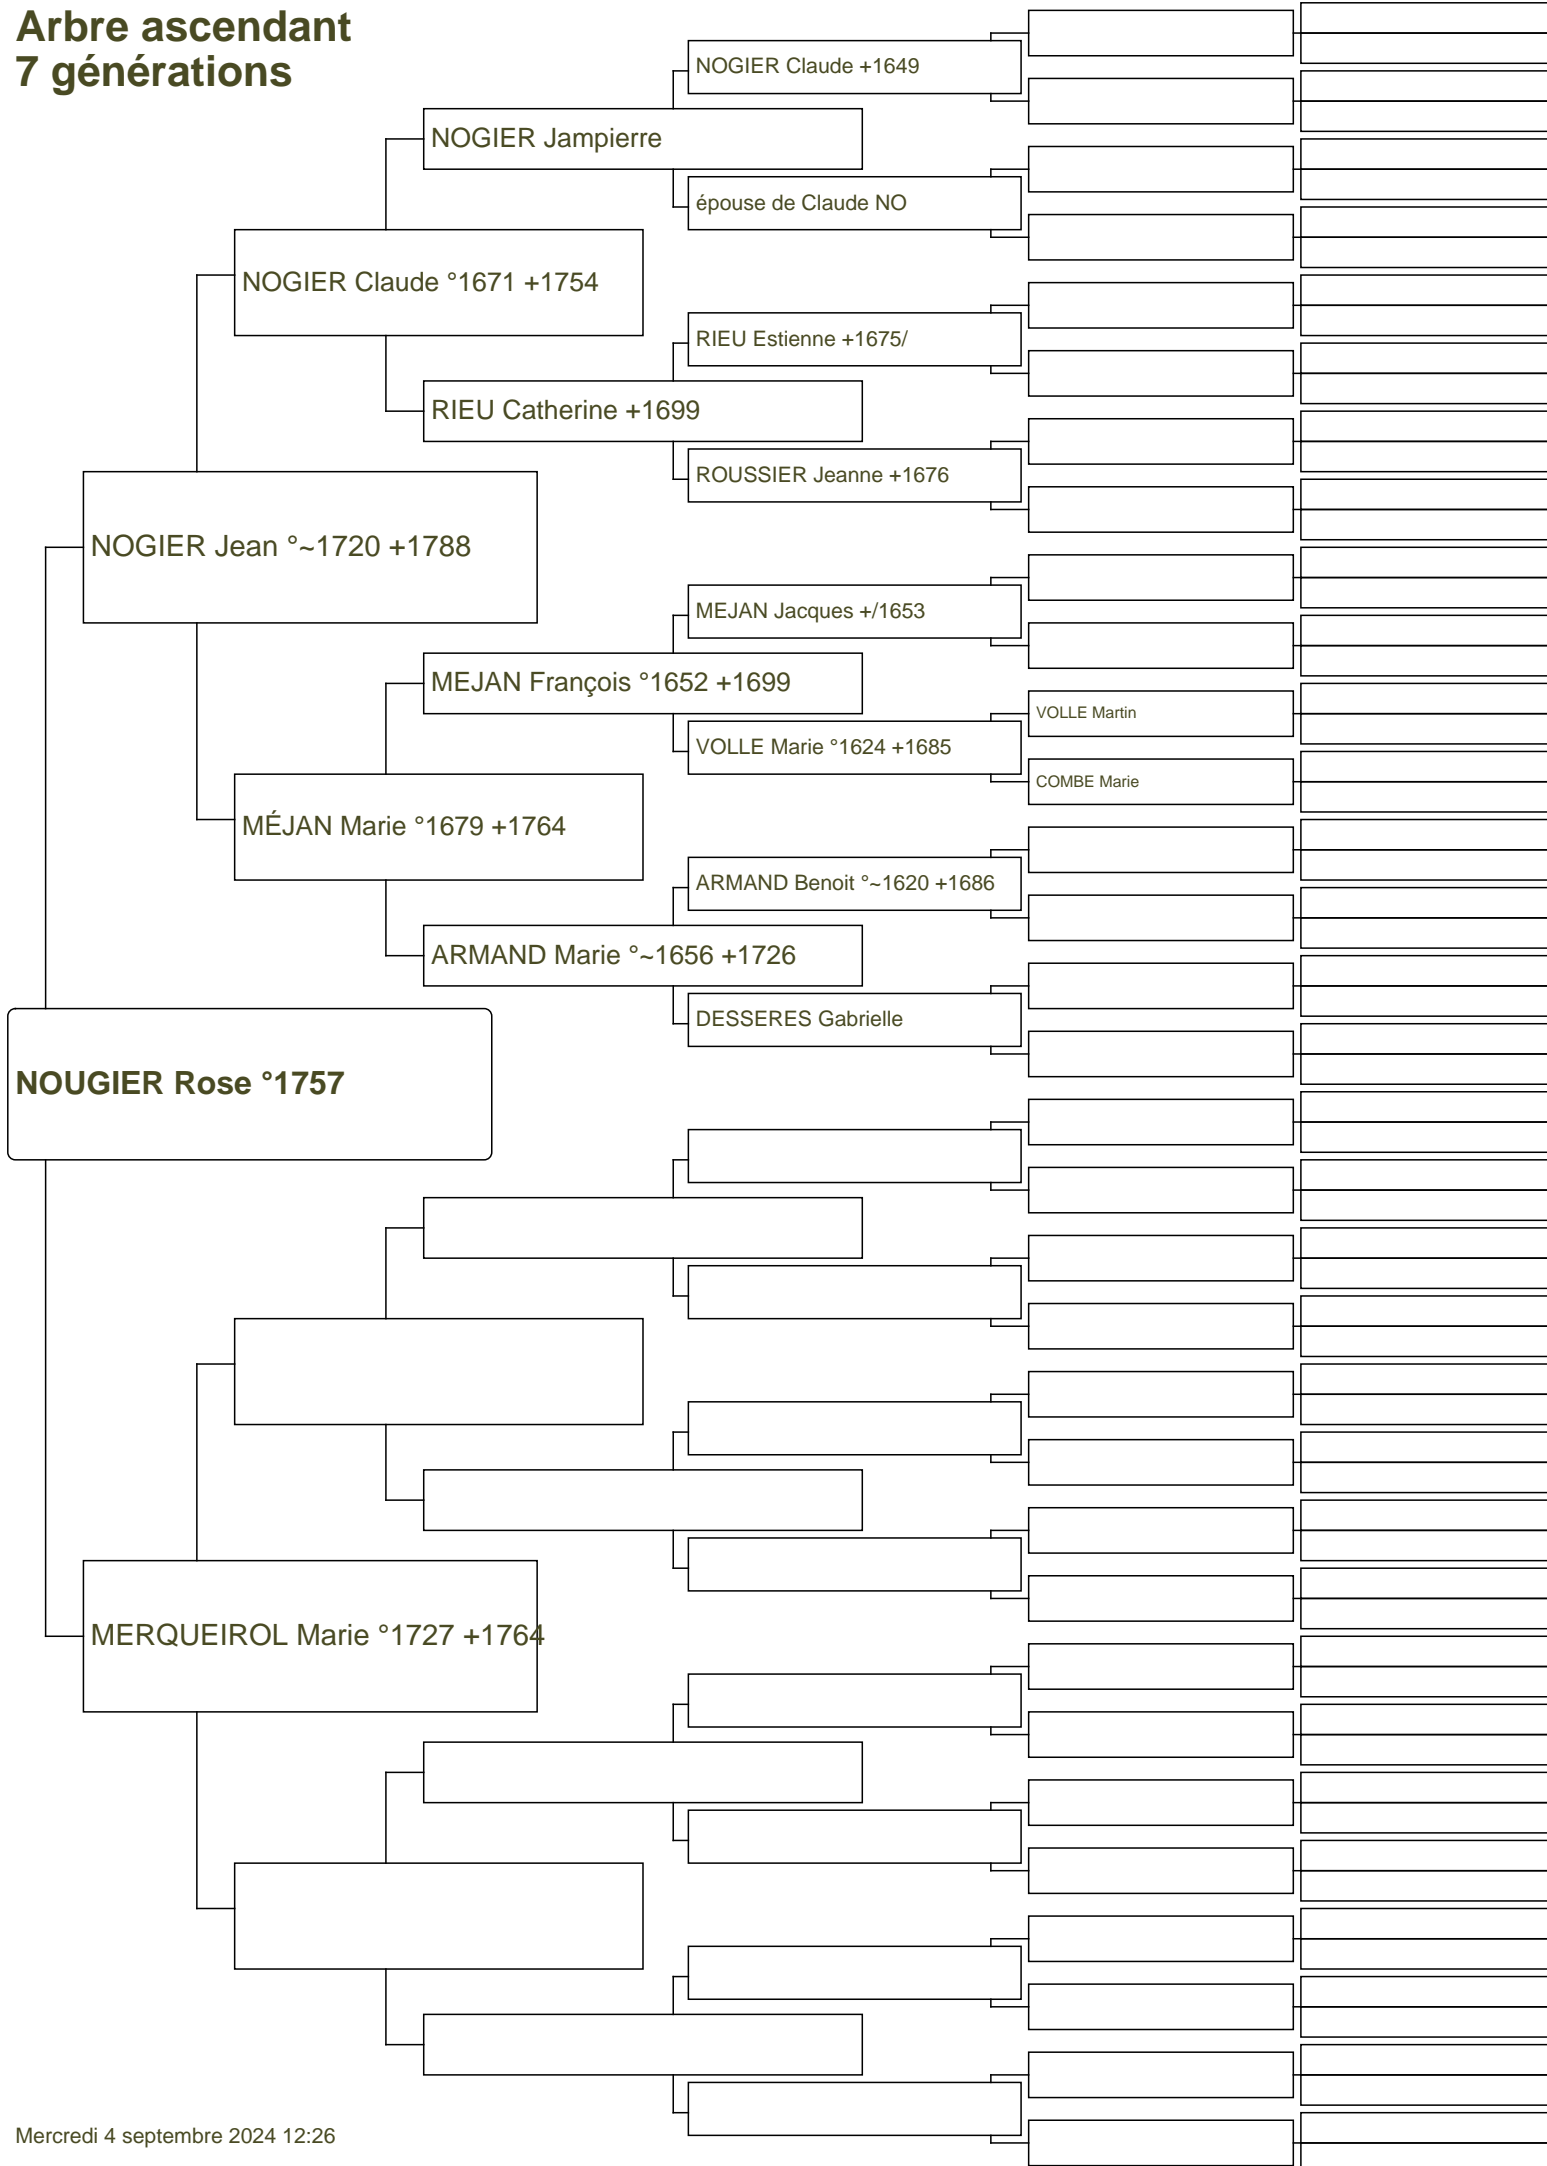 Arbre ascendant
7 générations
NOGIER Claude +1649
NOGIER Jampierre
épouse de Claude NO
NOGIER Claude °1671 +1754
RIEU Estienne +1675/
RIEU Catherine +1699
ROUSSIER Jeanne +1676
NOGIER Jean °~1720 +1788
MEJAN Jacques +/1653
MEJAN François °1652 +1699
VOLLE Martin
VOLLE Marie °1624 +1685
COMBE Marie
MÉJAN Marie °1679 +1764
ARMAND Benoit °~1620 +1686
ARMAND Marie °~1656 +1726
DESSERES Gabrielle
NOUGIER Rose °1757
MERQUEIROL Marie °1727 +1764
Mercredi 4 septembre 2024 12:26